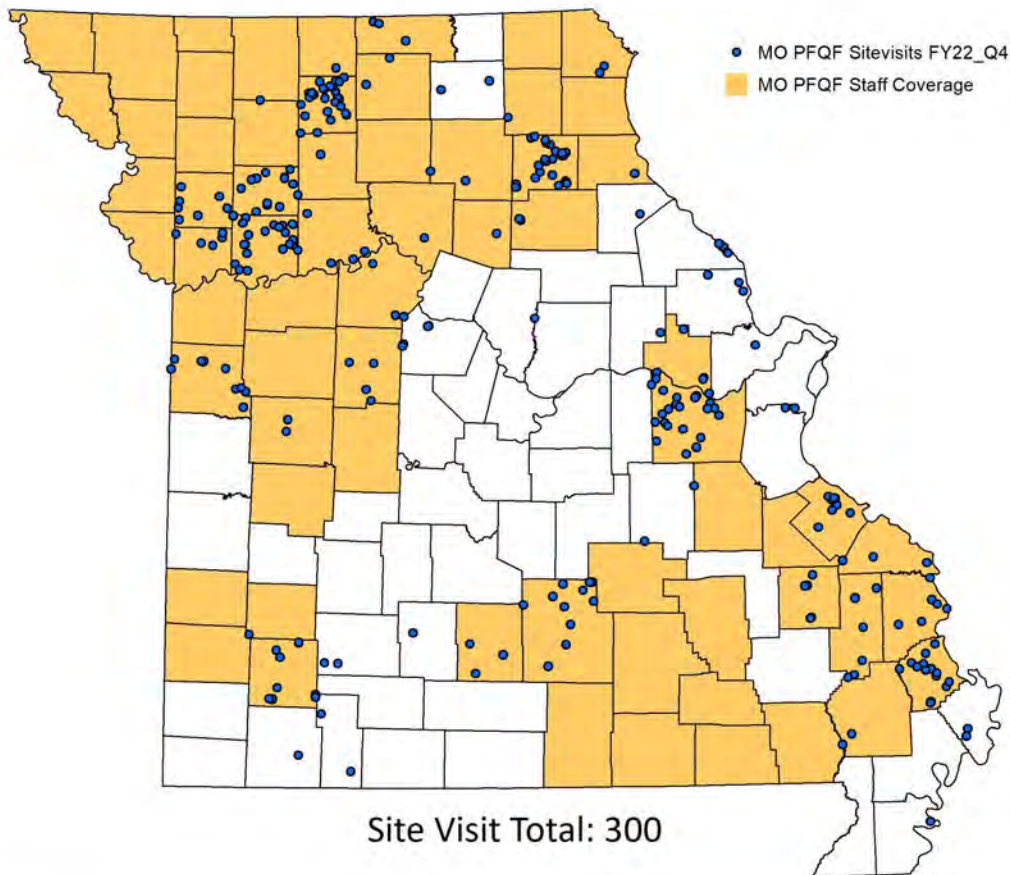 MO PFQF Sitevisits FY22_Q4
MO PFQF Staff Coverage
Site Visit Total: 300